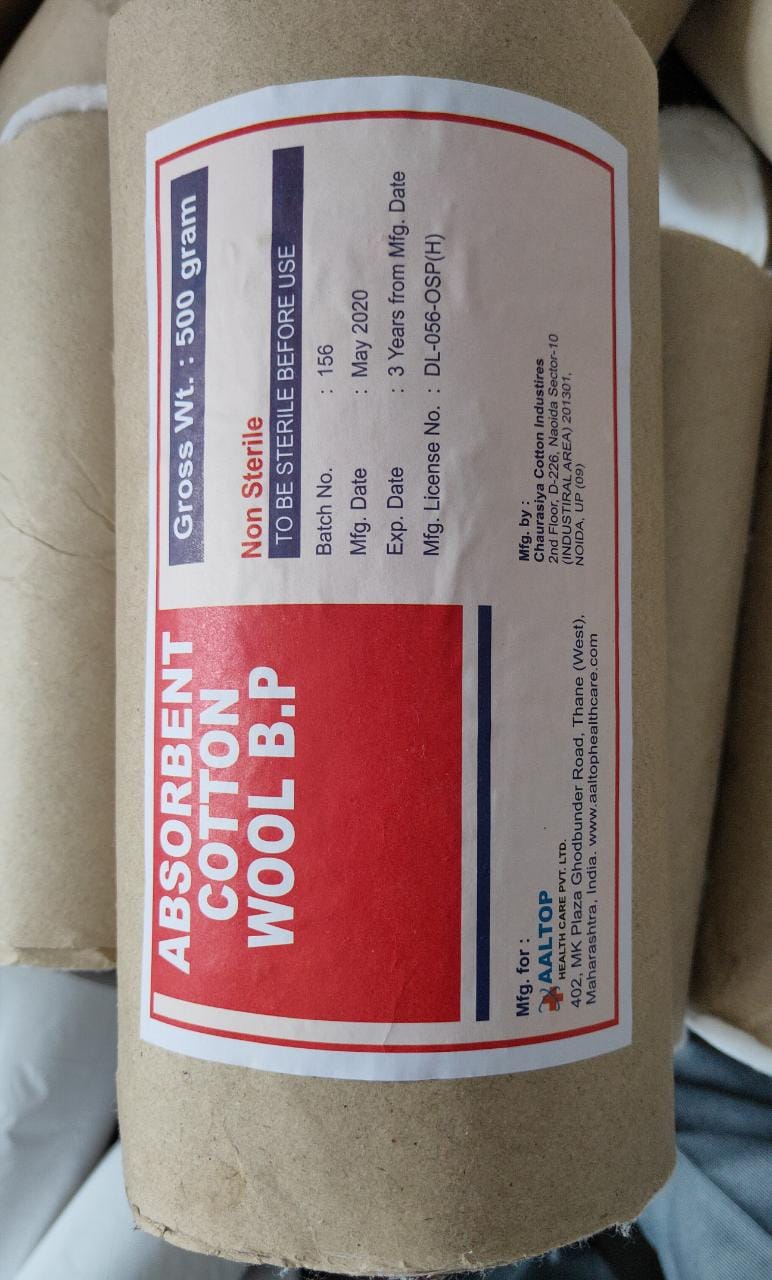 ABSORBENT
COTTON
WOOL B.P
Gross Wt. : 500 gram
Non Sterile
TO BE STERILE BEFORE USE
Batch No. : 156
Mfg. Date : May 2020
Exp. Date : 3 Years from Mfg. Date
Mfg. License No. : DL-056-OSP(H)
Mfg. for :
AALTOP
HEALTH CARE PVT. LTD.
402, MK Plaza Ghodbunder Road, Thane (West),
Maharashtra, India. www.aaltophealthcare.com
Mfg. by :
Chaurasiya Cotton Industires
2nd Floor, D-226, Naoida Sector-10
(INDUSTIRAL AREA) 201301,
NOIDA, UP (09)